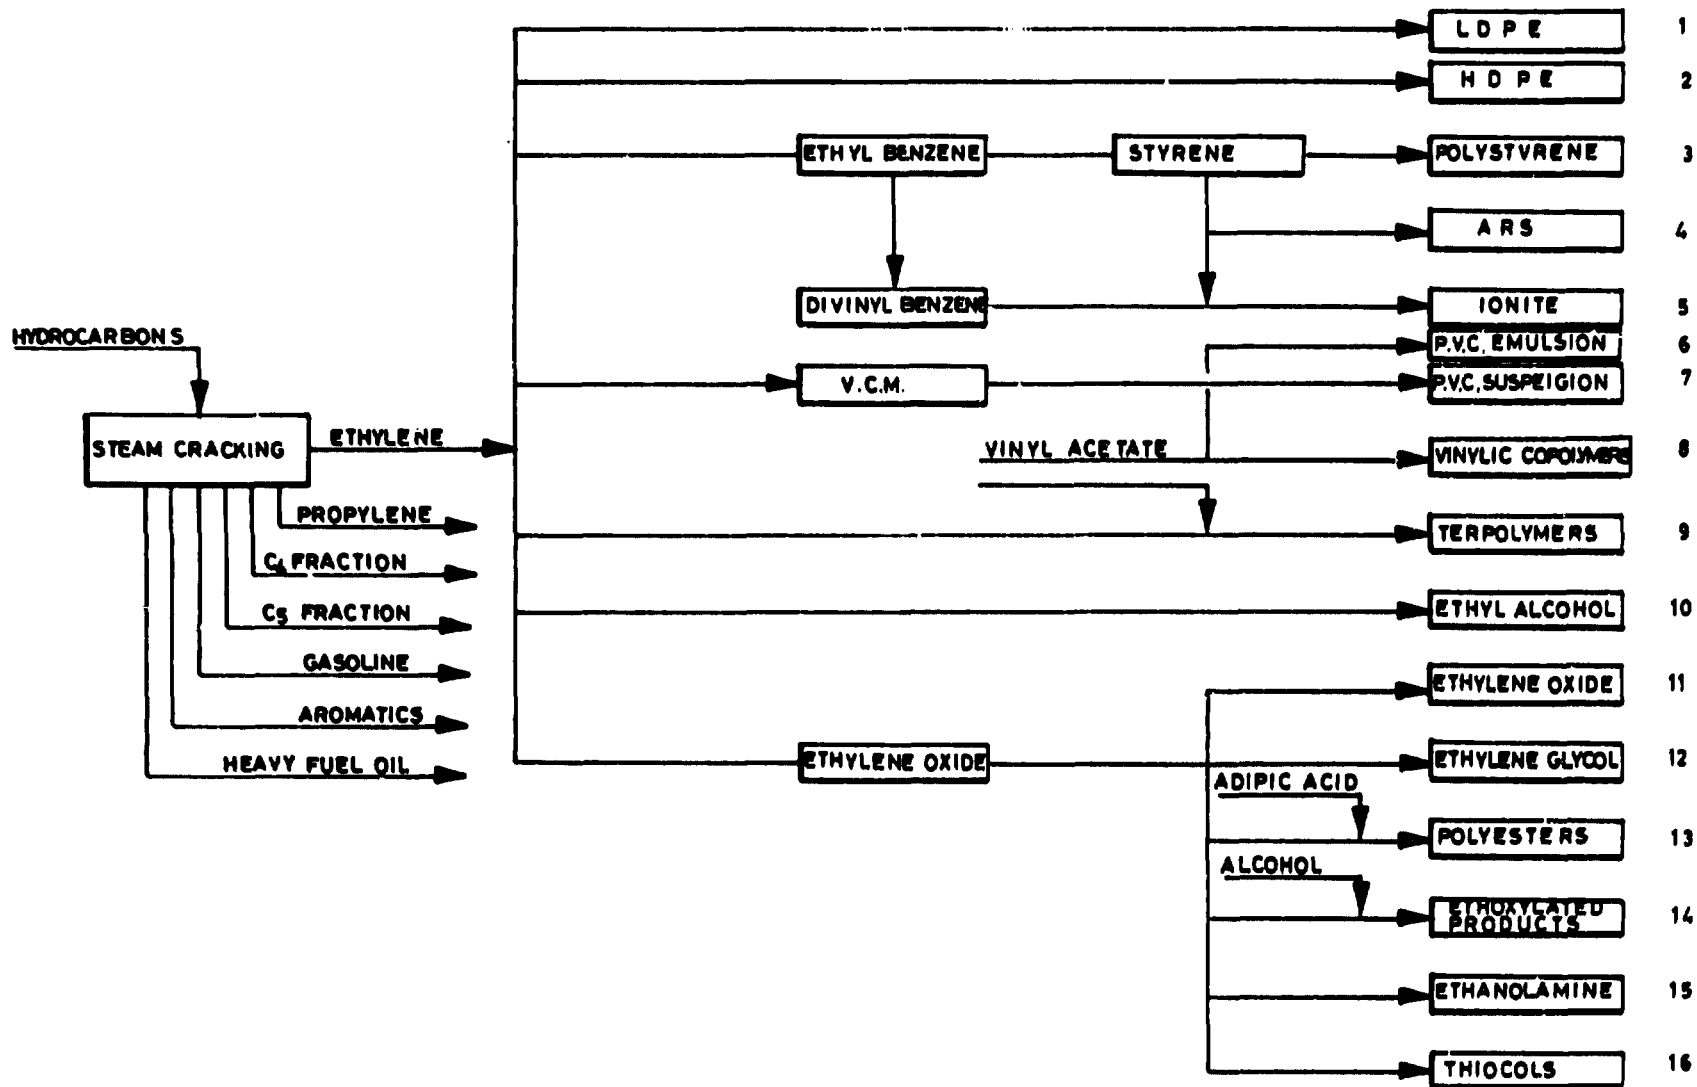 LDPE 1
HDPE 2
ETHYL BENZENE STYRENE POLYSTYRENE 3
ARS 4
DIVINYL BENZENE IONITE 5
HYDROCARBONS
P.V.C. EMULSION 6
V.C.M. P.V.C. SUSPEIGION 7
STEAM CRACKING ETHYLENE
VINYL ACETATE VINYLIC COPOLYMERS 8
PROPYLENE
TERPOLYMERS 9
C4 FRACTION
C5 FRACTION
ETHYL ALCOHOL 10
GASOLINE
ETHYLENE OXIDE 11
AROMATICS
HEAVY FUEL OIL
ETHYLENE OXIDE ETHYLENE GLYCOL 12
ADIPIC ACID
POLYESTERS 13
ALCOHOL
ETHOXYLATED
PRODUCTS 14
ETHANOLAMINE 15
THIOCOLS 16